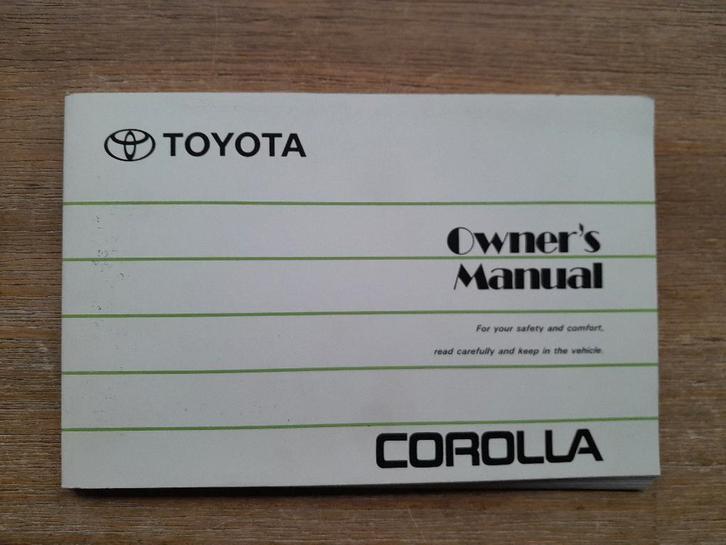 TOYOTA
Owner's
Manual
For your safety and comfort,
read carefully and keep in the vehicle.
COROLLA